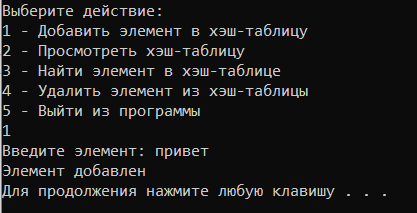 Выберите действие:
1 - Добавить элемент в хэш-таблицу
2 - Просмотреть хэш-таблицу
3 - Найти элемент в хэш-таблице
4 - Удалить элемент из хэш-таблицы
5 - Выйти из программы
1
Введите элемент: привет
Элемент добавлен
Для продолжения нажмите любую клавишу . . .